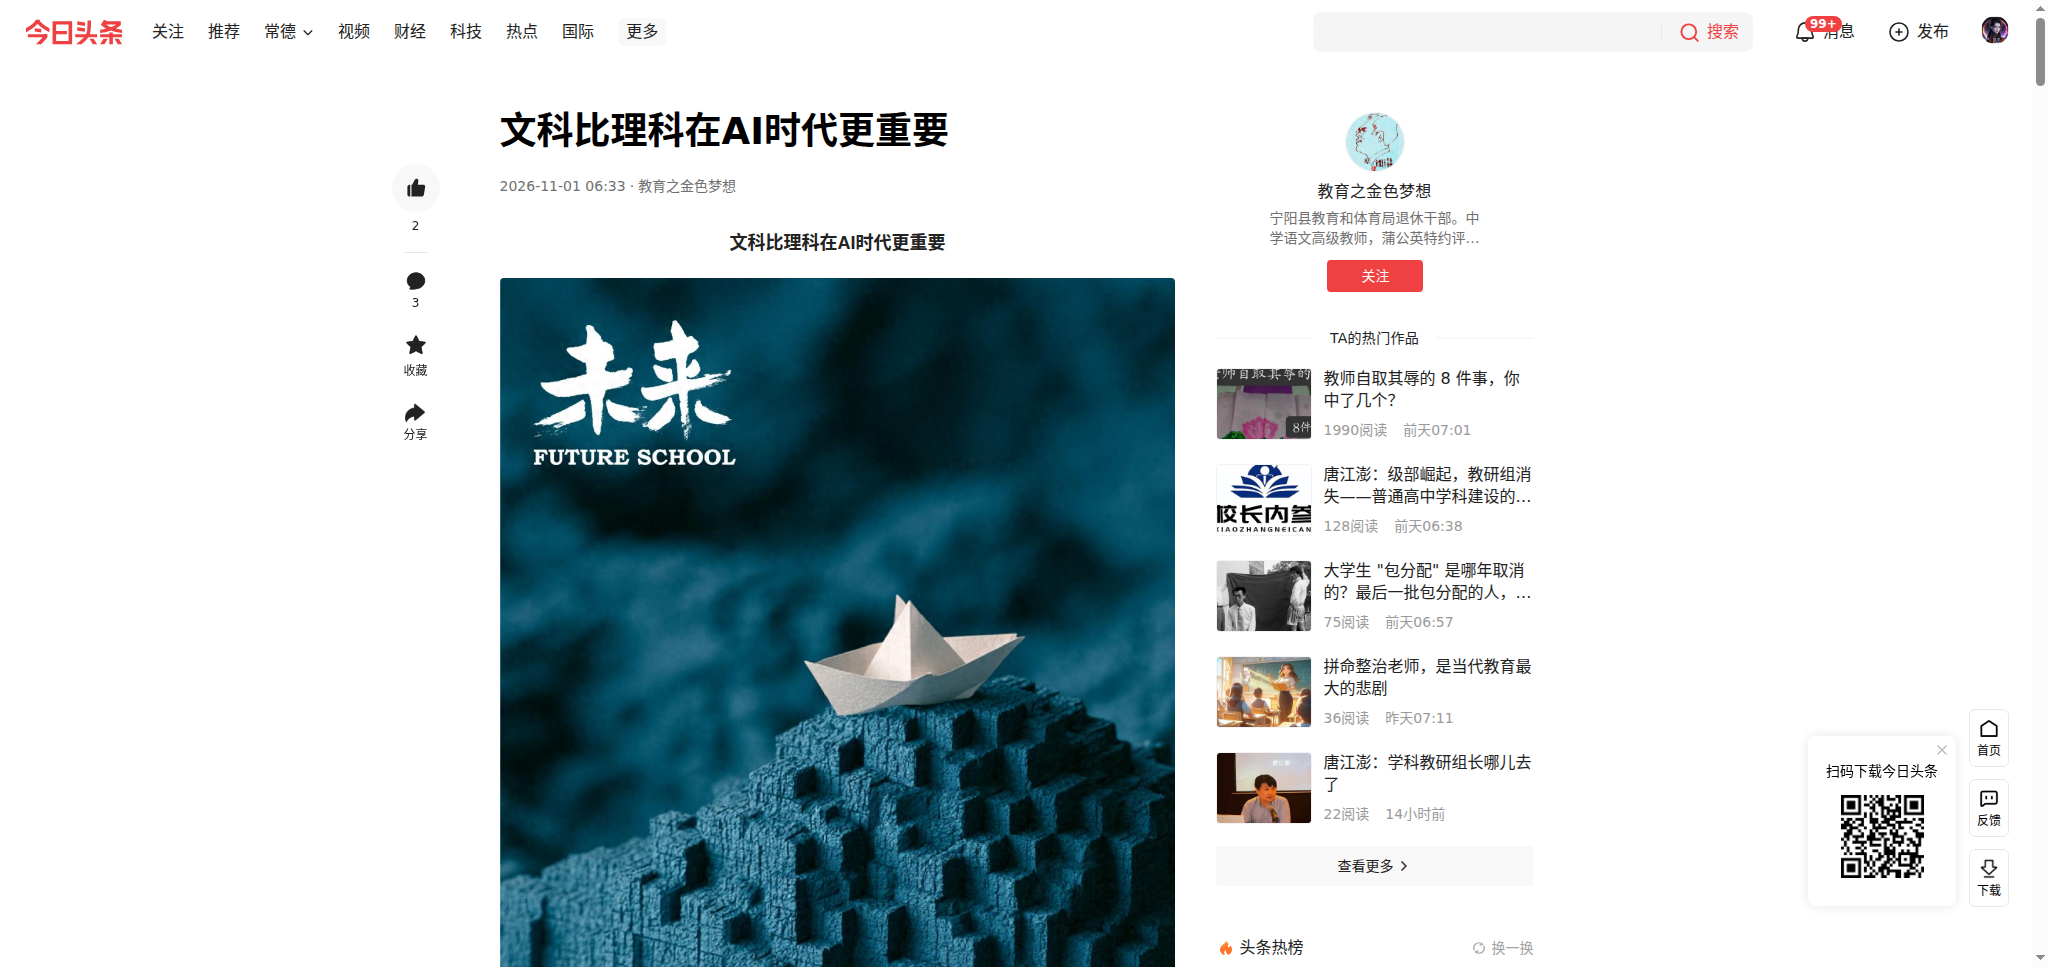 今日头条
关注
推荐
常德
视频
财经
科技
热点
国际
更多
搜索
99+
消息
发布
文科比理科在AI时代更重要
2026-11-01 06:33 · 教育之金色梦想
2
3
收藏
分享
文科比理科在AI时代更重要
未来
FUTURE SCHOOL
教育之金色梦想
宁阳县教育和体育局退休干部。中
学语文高级教师，蒲公英特约评...
关注
TA的热门作品
教师自取其辱的 8 件事，你
中了几个？
1990阅读 前天07:01
8件
唐江澎：级部崛起，教研组消
失——普通高中学科建设的...
128阅读 前天06:38
校长内参
XIAOZHANGNEICAN
大学生 "包分配" 是哪年取消
的？最后一批包分配的人，...
75阅读 前天06:57
拼命整治老师，是当代教育最
大的悲剧
36阅读 昨天07:11
唐江澎：学科教研组长哪儿去
了
22阅读 14小时前
查看更多
头条热榜
换一换
扫码下载今日头条
首页
反馈
下载